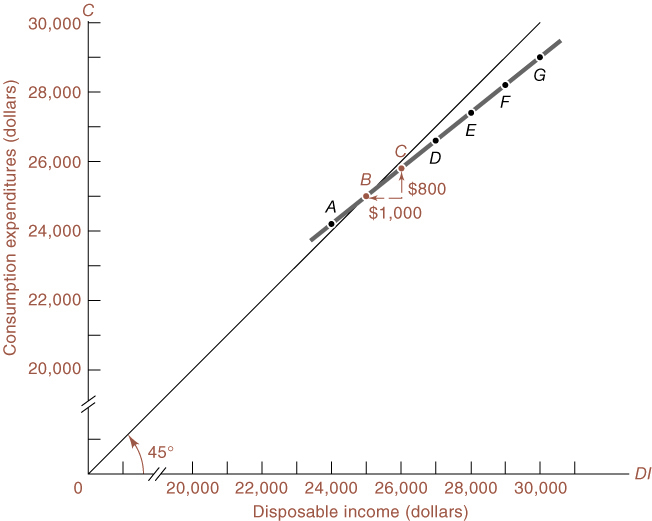 C
30,000
28,000
26,000
24,000
22,000
20,000
Consumption expenditures (dollars)
A
B
C
D
E
F
G
$800
$1,000
45°
0
20,000 22,000 24,000 26,000 28,000 30,000
DI
Disposable income (dollars)